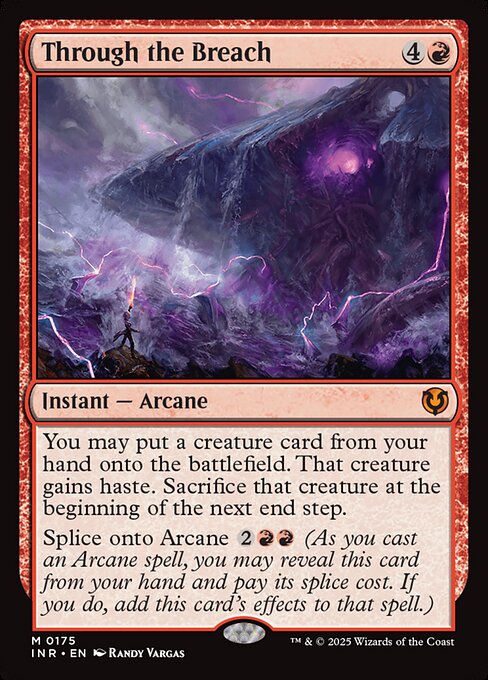 Through the Breach 4
Instant — Arcane
You may put a creature card from your
hand onto the battlefield. That creature
gains haste. Sacrifice that creature at the
beginning of the next end step.
Splice onto Arcane 2 (As you cast
an Arcane spell, you may reveal this card
from your hand and pay its splice cost. If
you do, add this card's effects to that spell.)
M 0175
INR • EN Randy Vargas
™ & © 2025 Wizards of the Coast